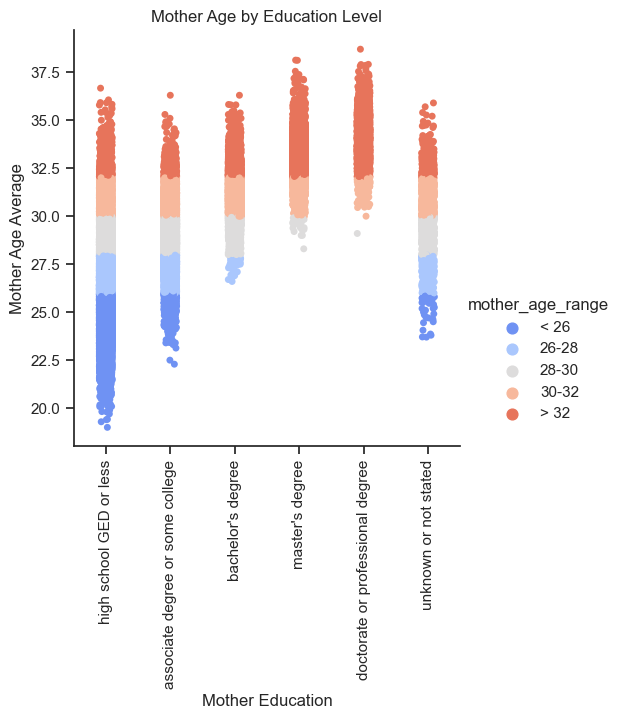 Mother Age by Education Level
Mother Age Average
37.5
35.0
32.5
30.0
27.5
25.0
22.5
20.0
high school GED or less
associate degree or some college
bachelor's degree
master's degree
doctorate or professional degree
unknown or not stated
Mother Education
mother_age_range
< 26
26-28
28-30
30-32
> 32